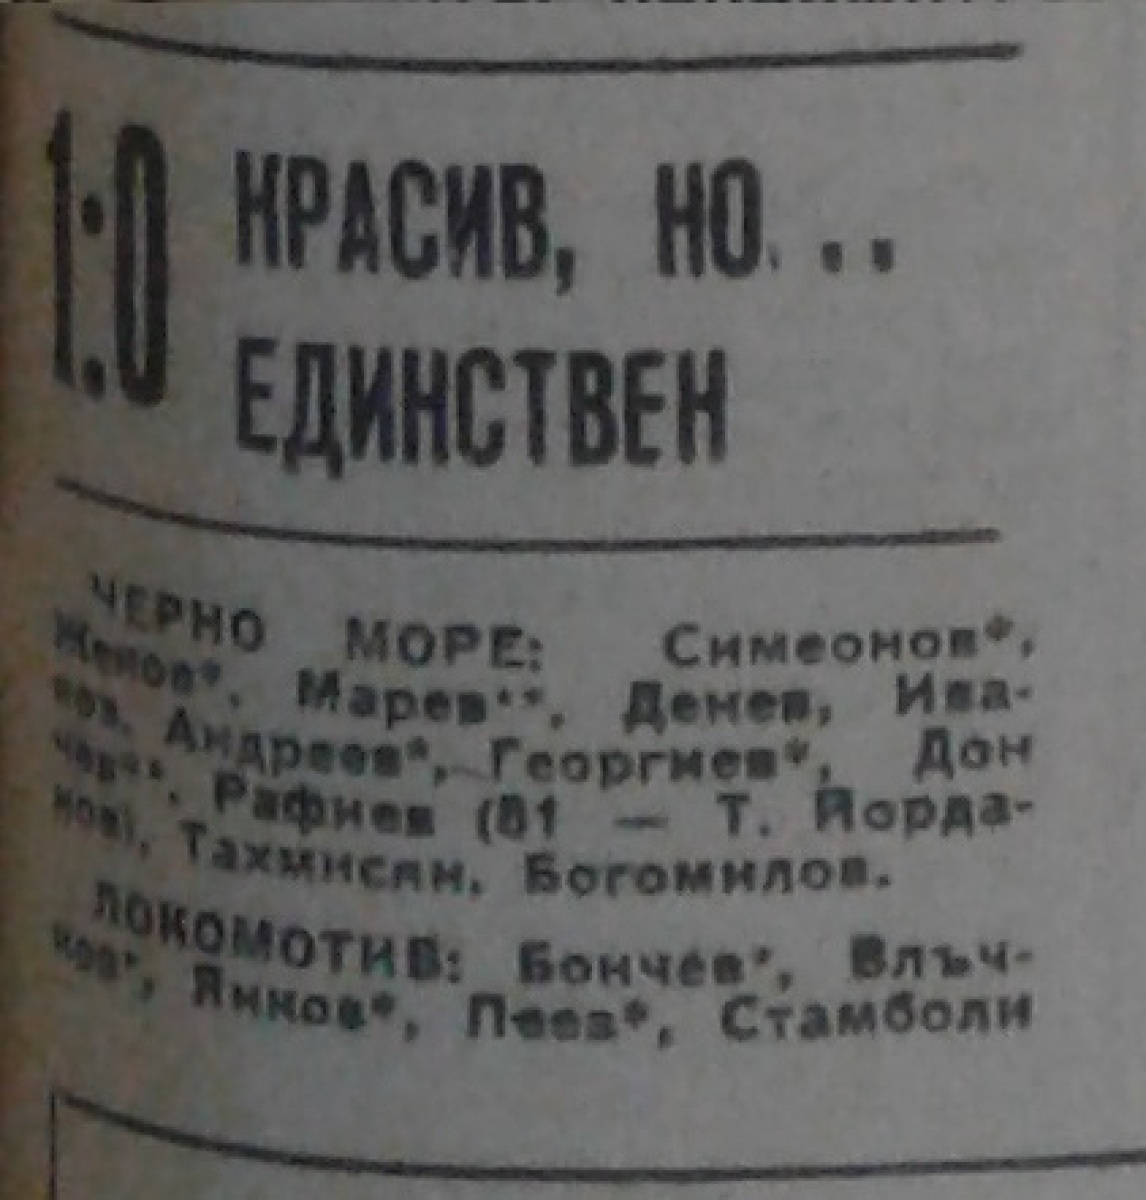 1:0 КРАСИВ, НО...
ЕДИНСТВЕН
ЧЕРНО МОРЕ: Симеонов*,
Женов*, Марев**, Денев, Ива-
нов, Андреев*, Георгиев*, Дон
чев**, Рафиев (81 — Т. Йорда-
нов), Тахмисян, Богомилов.
ЛОКОМОТИВ: Бончев*, Влъч-
ков*, Янков*, Пеев*, Стамболи